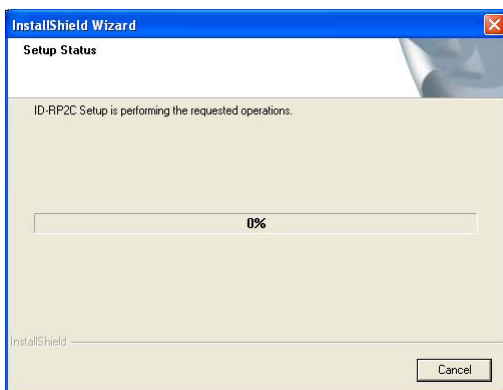 InstallShield Wizard
Setup Status
ID-RP2C Setup is performing the requested operations.
0%
InstallShield
Cancel